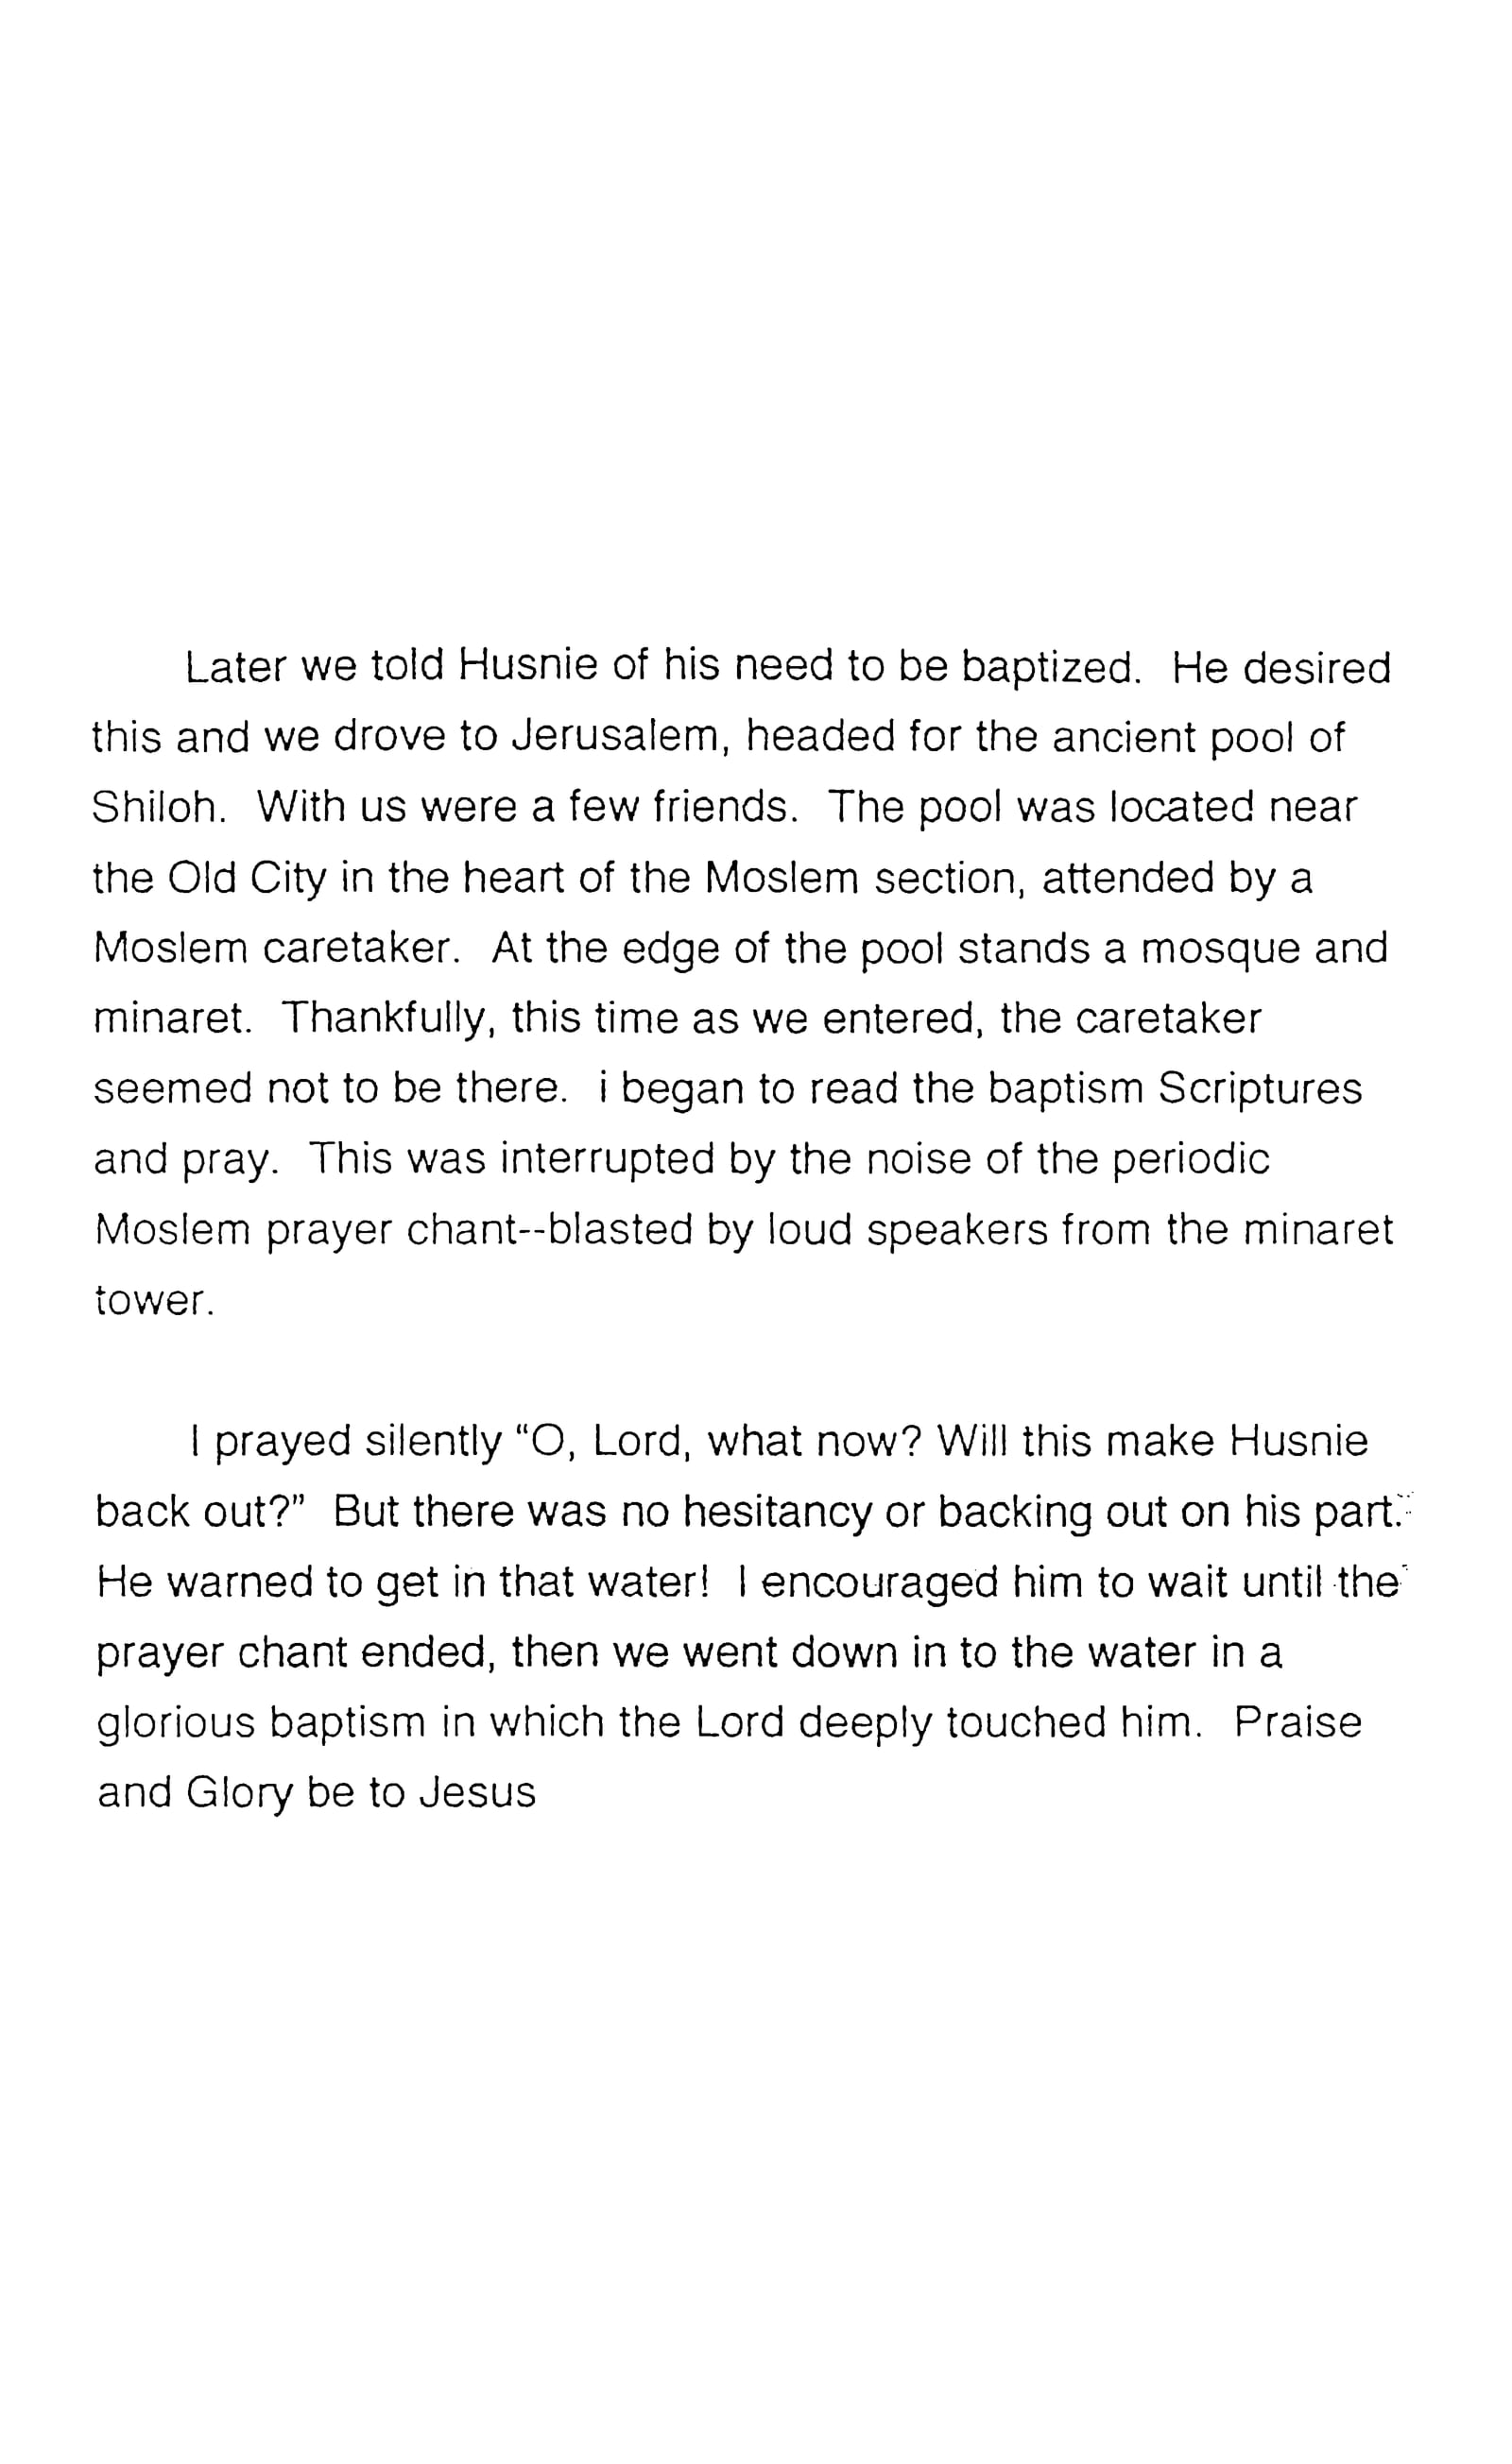 Later we told Husnie of his need to be baptized. He desired
this and we drove to Jerusalem, headed for the ancient pool of
Shiloh. With us were a few friends. The pool was located near
the Old City in the heart of the Moslem section, attended by a
Moslem caretaker. At the edge of the pool stands a mosque and
minaret. Thankfully, this time as we entered, the caretaker
seemed not to be there. i began to read the baptism Scriptures
and pray. This was interrupted by the noise of the periodic
Moslem prayer chant--blasted by loud speakers from the minaret
tower.
I prayed silently “O, Lord, what now? Will this make Husnie
back out?” But there was no hesitancy or backing out on his part.
He warned to get in that water! I encouraged him to wait until the
prayer chant ended, then we went down in to the water in a
glorious baptism in which the Lord deeply touched him. Praise
and Glory be to Jesus